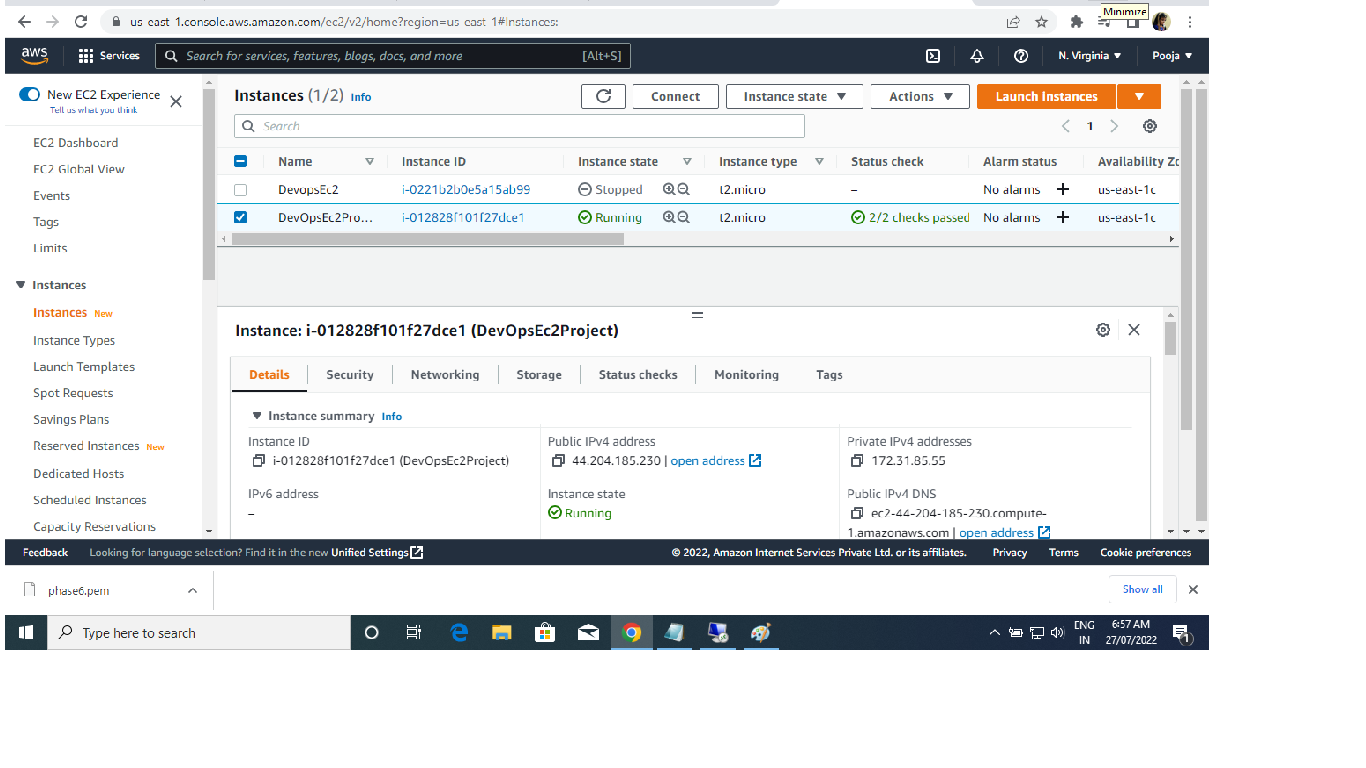 Minimize
us-east-1.console.aws.amazon.com/ec2/v2/home?region=us-east-1#Instances:
aws Services Search for services, features, blogs, docs, and more [Alt+S] N. Virginia Pooja
New EC2 Experience
Tell us what you think
EC2 Dashboard
EC2 Global View
Events
Tags
Limits
Instances
Instances New
Instance Types
Launch Templates
Spot Requests
Savings Plans
Reserved Instances New
Dedicated Hosts
Scheduled Instances
Capacity Reservations
Instances (1/2) Info
Connect Instance state Actions Launch Instances
Search
1
Name Instance ID Instance state Instance type Status check Alarm status Availability Zo
DevopsEc2 i-0221b2b0e5a15ab99 Stopped t2.micro – No alarms + us-east-1c
DevOpsEc2Pro... i-012828f101f27dce1 Running t2.micro 2/2 checks passed No alarms + us-east-1c
Instance: i-012828f101f27dce1 (DevOpsEc2Project)
Details Security Networking Storage Status checks Monitoring Tags
Instance summary Info
Instance ID
i-012828f101f27dce1 (DevOpsEc2Project)
Public IPv4 address
44.204.185.230 | open address
Private IPv4 addresses
172.31.85.55
IPv6 address
–
Instance state
Running
Public IPv4 DNS
ec2-44-204-185-230.compute-
1.amazonaws.com | open address
Feedback Looking for language selection? Find it in the new Unified Settings © 2022, Amazon Internet Services Private Ltd. or its affiliates. Privacy Terms Cookie preferences
phase6.pem Show all
Type here to search
ENG
IN
6:57 AM
27/07/2022
1